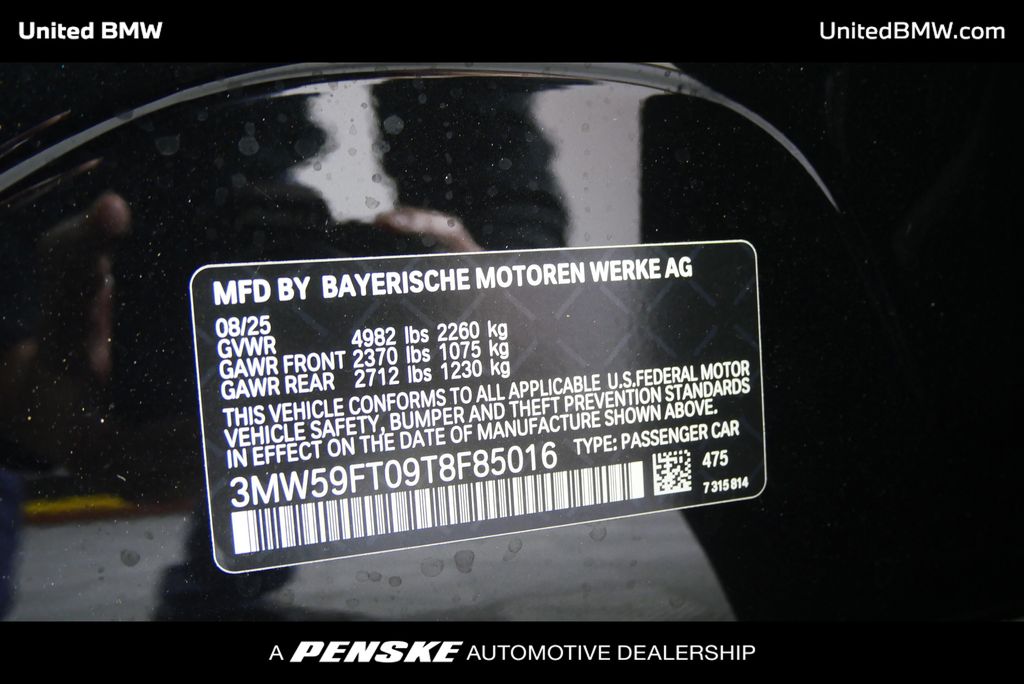 United BMW
UnitedBMW.com
MFD BY BAYERISCHE MOTOREN WERKE AG
08/25
GVWR 4982 lbs 2260 kg
GAWR FRONT 2370 lbs 1075 kg
GAWR REAR 2712 lbs 1230 kg
THIS VEHICLE CONFORMS TO ALL APPLICABLE U.S.FEDERAL MOTOR
VEHICLE SAFETY, BUMPER AND THEFT PREVENTION STANDARDS
IN EFFECT ON THE DATE OF MANUFACTURE SHOWN ABOVE.
3MW59FT09T8F85016 TYPE: PASSENGER CAR
475
7315814
A PENSKE AUTOMOTIVE DEALERSHIP